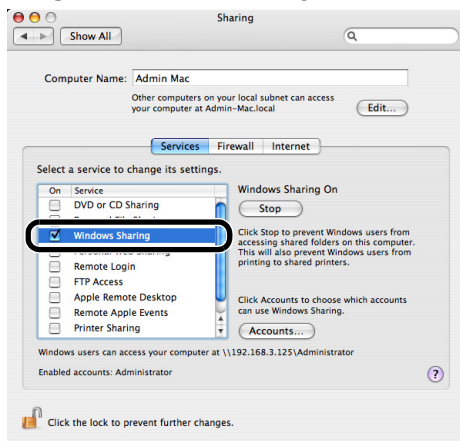 Sharing
Show All
Computer Name: Admin Mac
Other computers on your local subnet can access
your computer at Admin-Mac.local
Edit...
Services Firewall Internet
Select a service to change its settings.
On Service
DVD or CD Sharing
Windows Sharing
Remote Login
FTP Access
Apple Remote Desktop
Remote Apple Events
Printer Sharing
Windows Sharing On
Stop
Click Stop to prevent Windows users from
accessing shared folders on this computer.
This will also prevent Windows users from
printing to shared printers.
Click Accounts to choose which accounts
can use Windows Sharing.
Accounts...
Windows users can access your computer at \\192.168.3.125\Administrator
Enabled accounts: Administrator
?
Click the lock to prevent further changes.